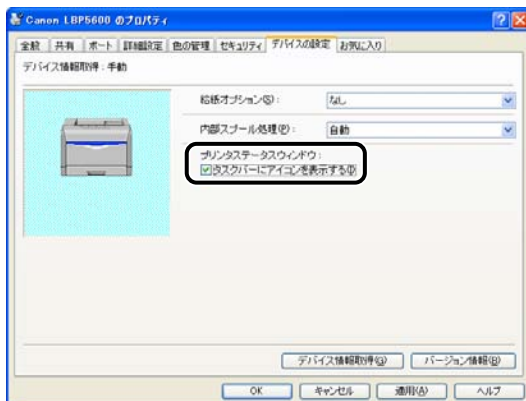 Canon LBP5600 のプロパティ
全般 共有 ポート 詳細設定 色の管理 セキュリティ デバイスの設定 お気に入り
デバイス情報取得：手動
給紙オプション(S)： なし
内部スプール処理(P)： 自動
プリンタステータスウィンドウ：
タスクバーにアイコンを表示する(I)
デバイス情報取得(G) バージョン情報(B)
OK キャンセル 適用(A) ヘルプ